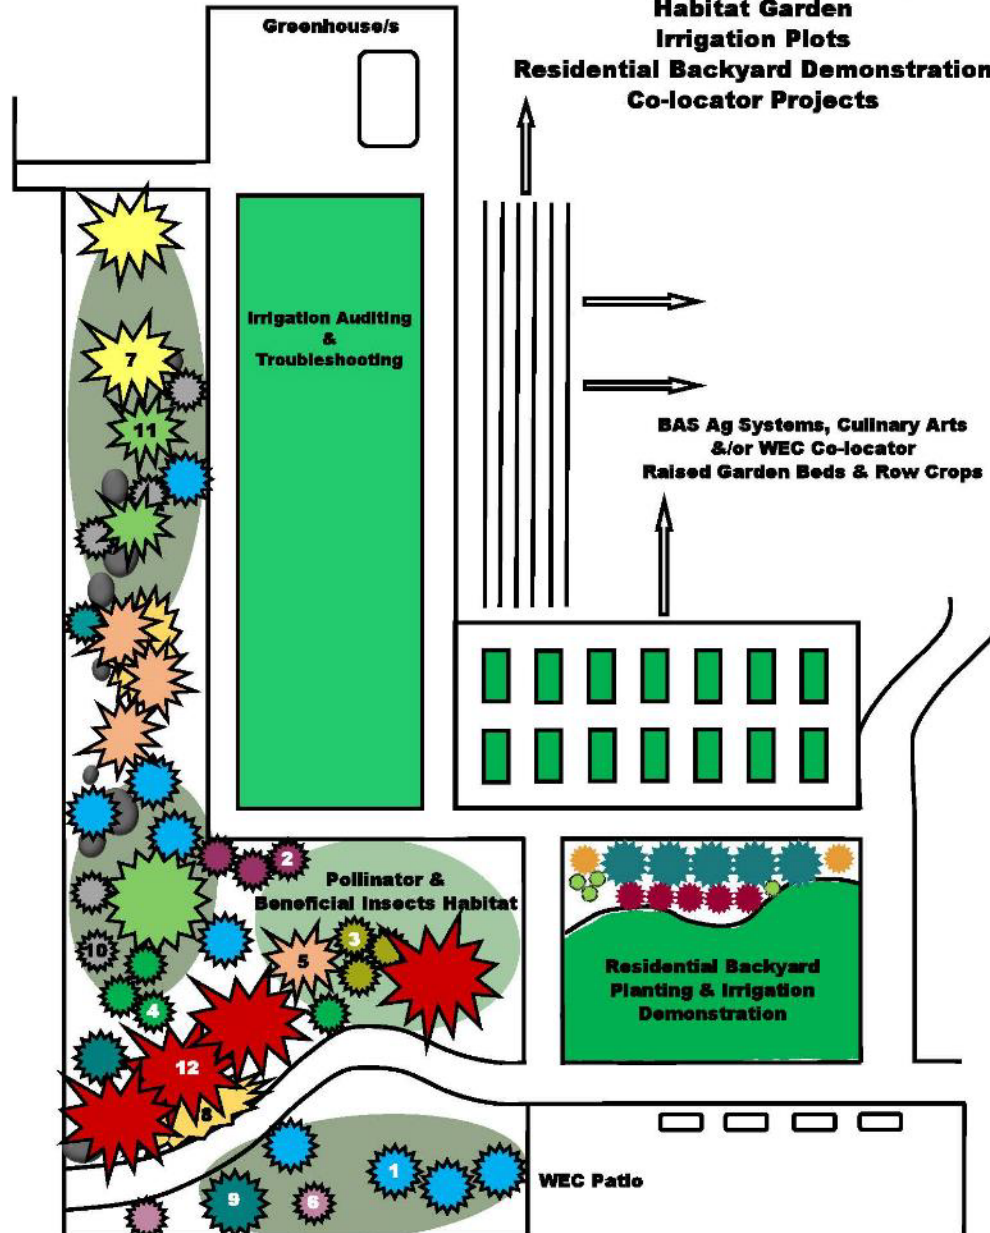 Habitat Garden
Irrigation Plots
Residential Backyard Demonstration
Co-locator Projects
Greenhouse/s
Irrigation Auditing
&
Troubleshooting
7
11
BAS Ag Systems, Culinary Arts
&/or WEC Co-locator
Raised Garden Beds & Row Crops
2
Pollinator &
Beneficial Insects Habitat
3
10
5
4
Residential Backyard
Planting & Irrigation
Demonstration
12
8
1
WEC Patio
9
6